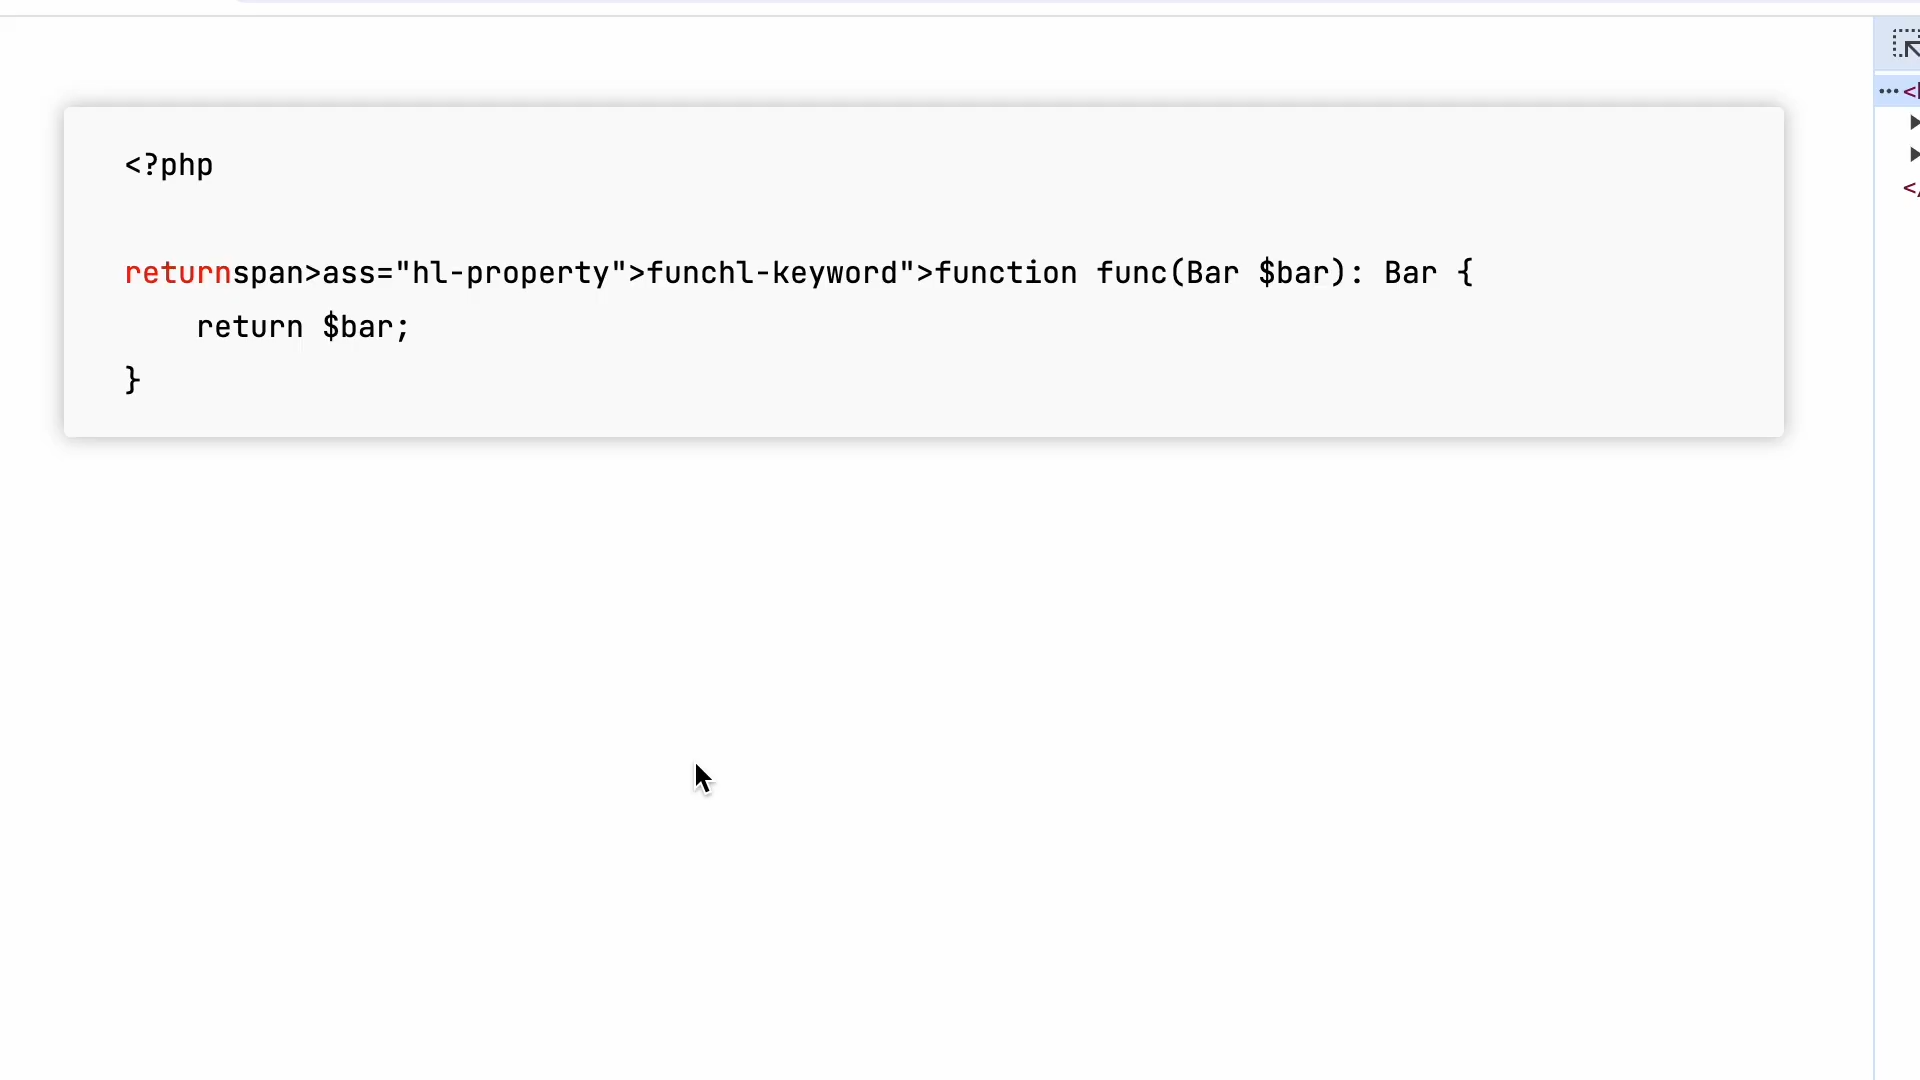 <?php
returnspan>ass="hl-property">funchl-keyword">function func(Bar $bar): Bar {
    return $bar;
}